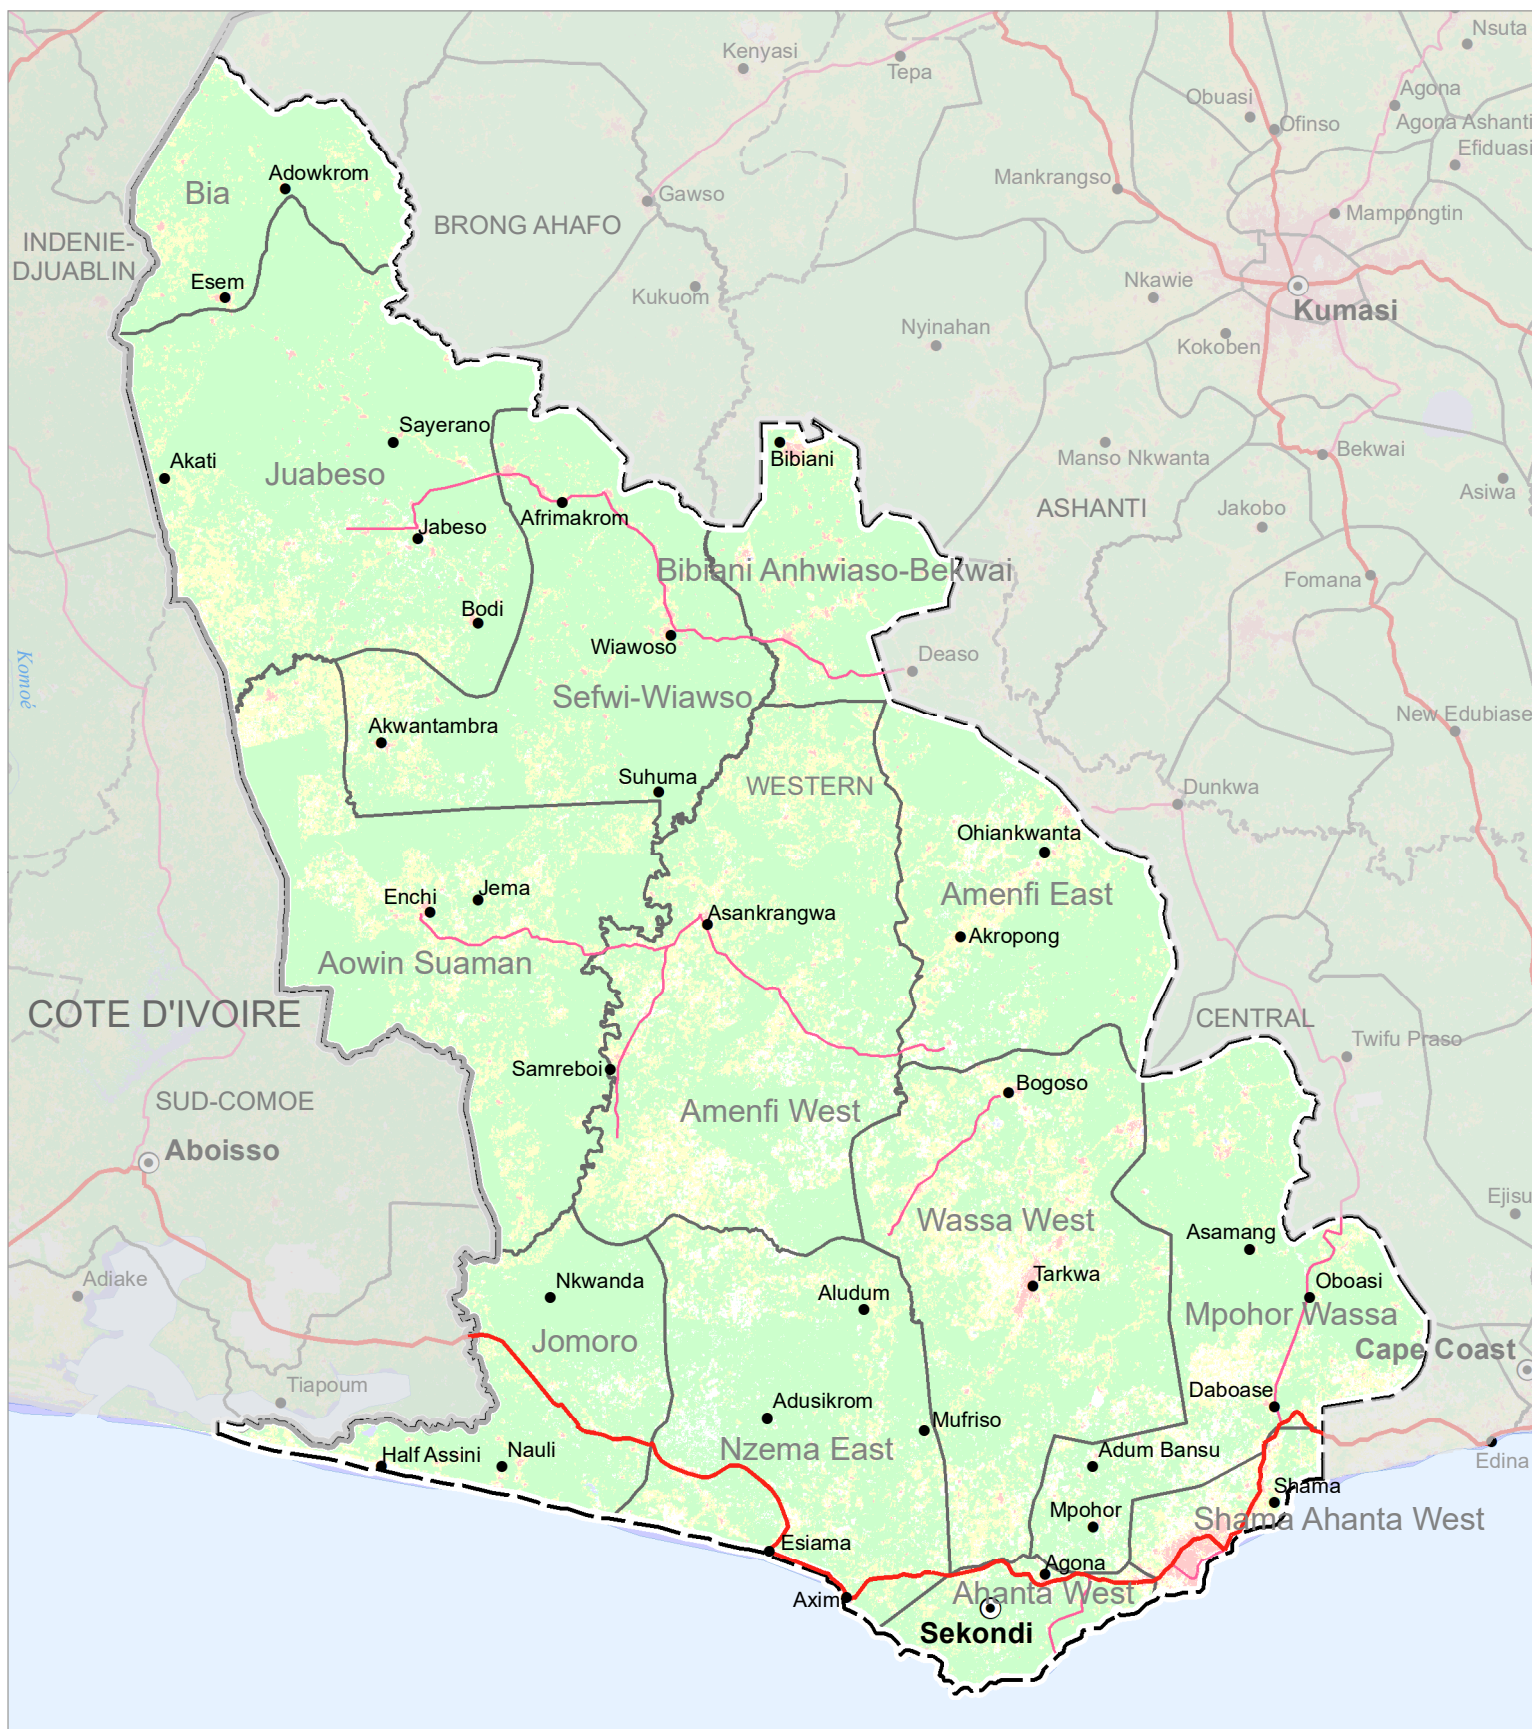 Nsuta
Kenyasi
Tepa
Agona
Obuasi
Ofinso
Agona Ashanti
Efiduasi
Adowkrom
Mankrangso
Bia
Gawso
Mampongtin
BRONG AHAFO
INDENIE-
DJUABLIN
Esem
Nkawie
Kukuom
Kumasi
Nyinahan
Kokoben
Sayerano
Bekwai
Akati
Bibiani
Manso Nkwanta
Juabeso
Asiwa
ASHANTI
Jakobo
Afrimakrom
Jabeso
Bibiani Anhwiaso-Bekwai
Fomana
Bodi
Wiawoso
Deaso
Komoé
Sefwi-Wiawso
New Edubiase
Akwantambra
Suhuma
WESTERN
Dunkwa
Ohiankwanta
Jema
Enchi
Amenfi East
Asankrangwa
Akropong
Aowin Suaman
COTE D'IVOIRE
CENTRAL
Twifu Praso
Samreboi
Bogoso
SUD-COMOE
Amenfi West
Aboisso
Ejisu
Wassa West
Asamang
Adiake
Nkwanda
Tarkwa
Oboasi
Aludum
Mpohor Wassa
Jomoro
Cape Coast
Tiapoum
Daboase
Adusikrom
Mufriso
Half Assini
Nauli
Nzema East
Adum Bansu
Edina
Shama
Mpohor
Shama Ahanta West
Esiama
Agona
Axim
Ahanta West
Sekondi